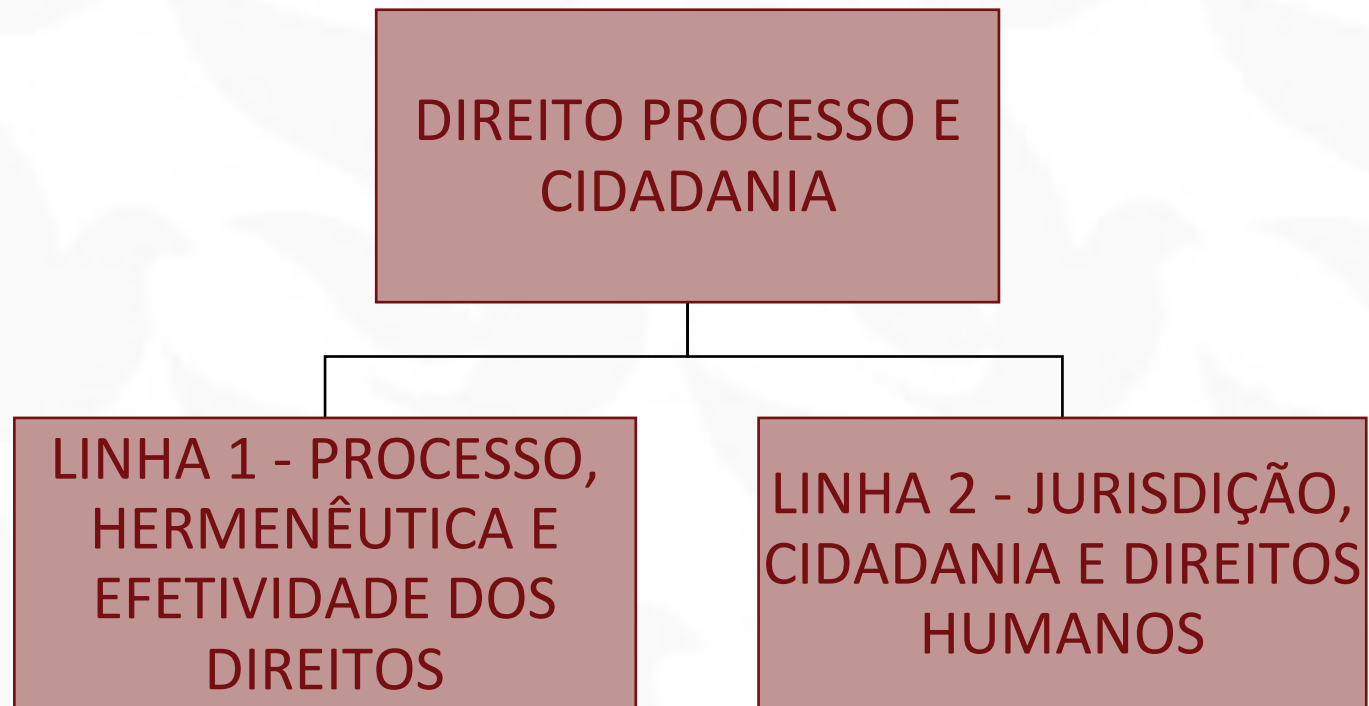 DIREITO PROCESSO E
CIDADANIA
LINHA 1 - PROCESSO,
HERMENÊUTICA E
EFETIVIDADE DOS
DIREITOS
LINHA 2 - JURISDIÇÃO,
CIDADANIA E DIREITOS
HUMANOS